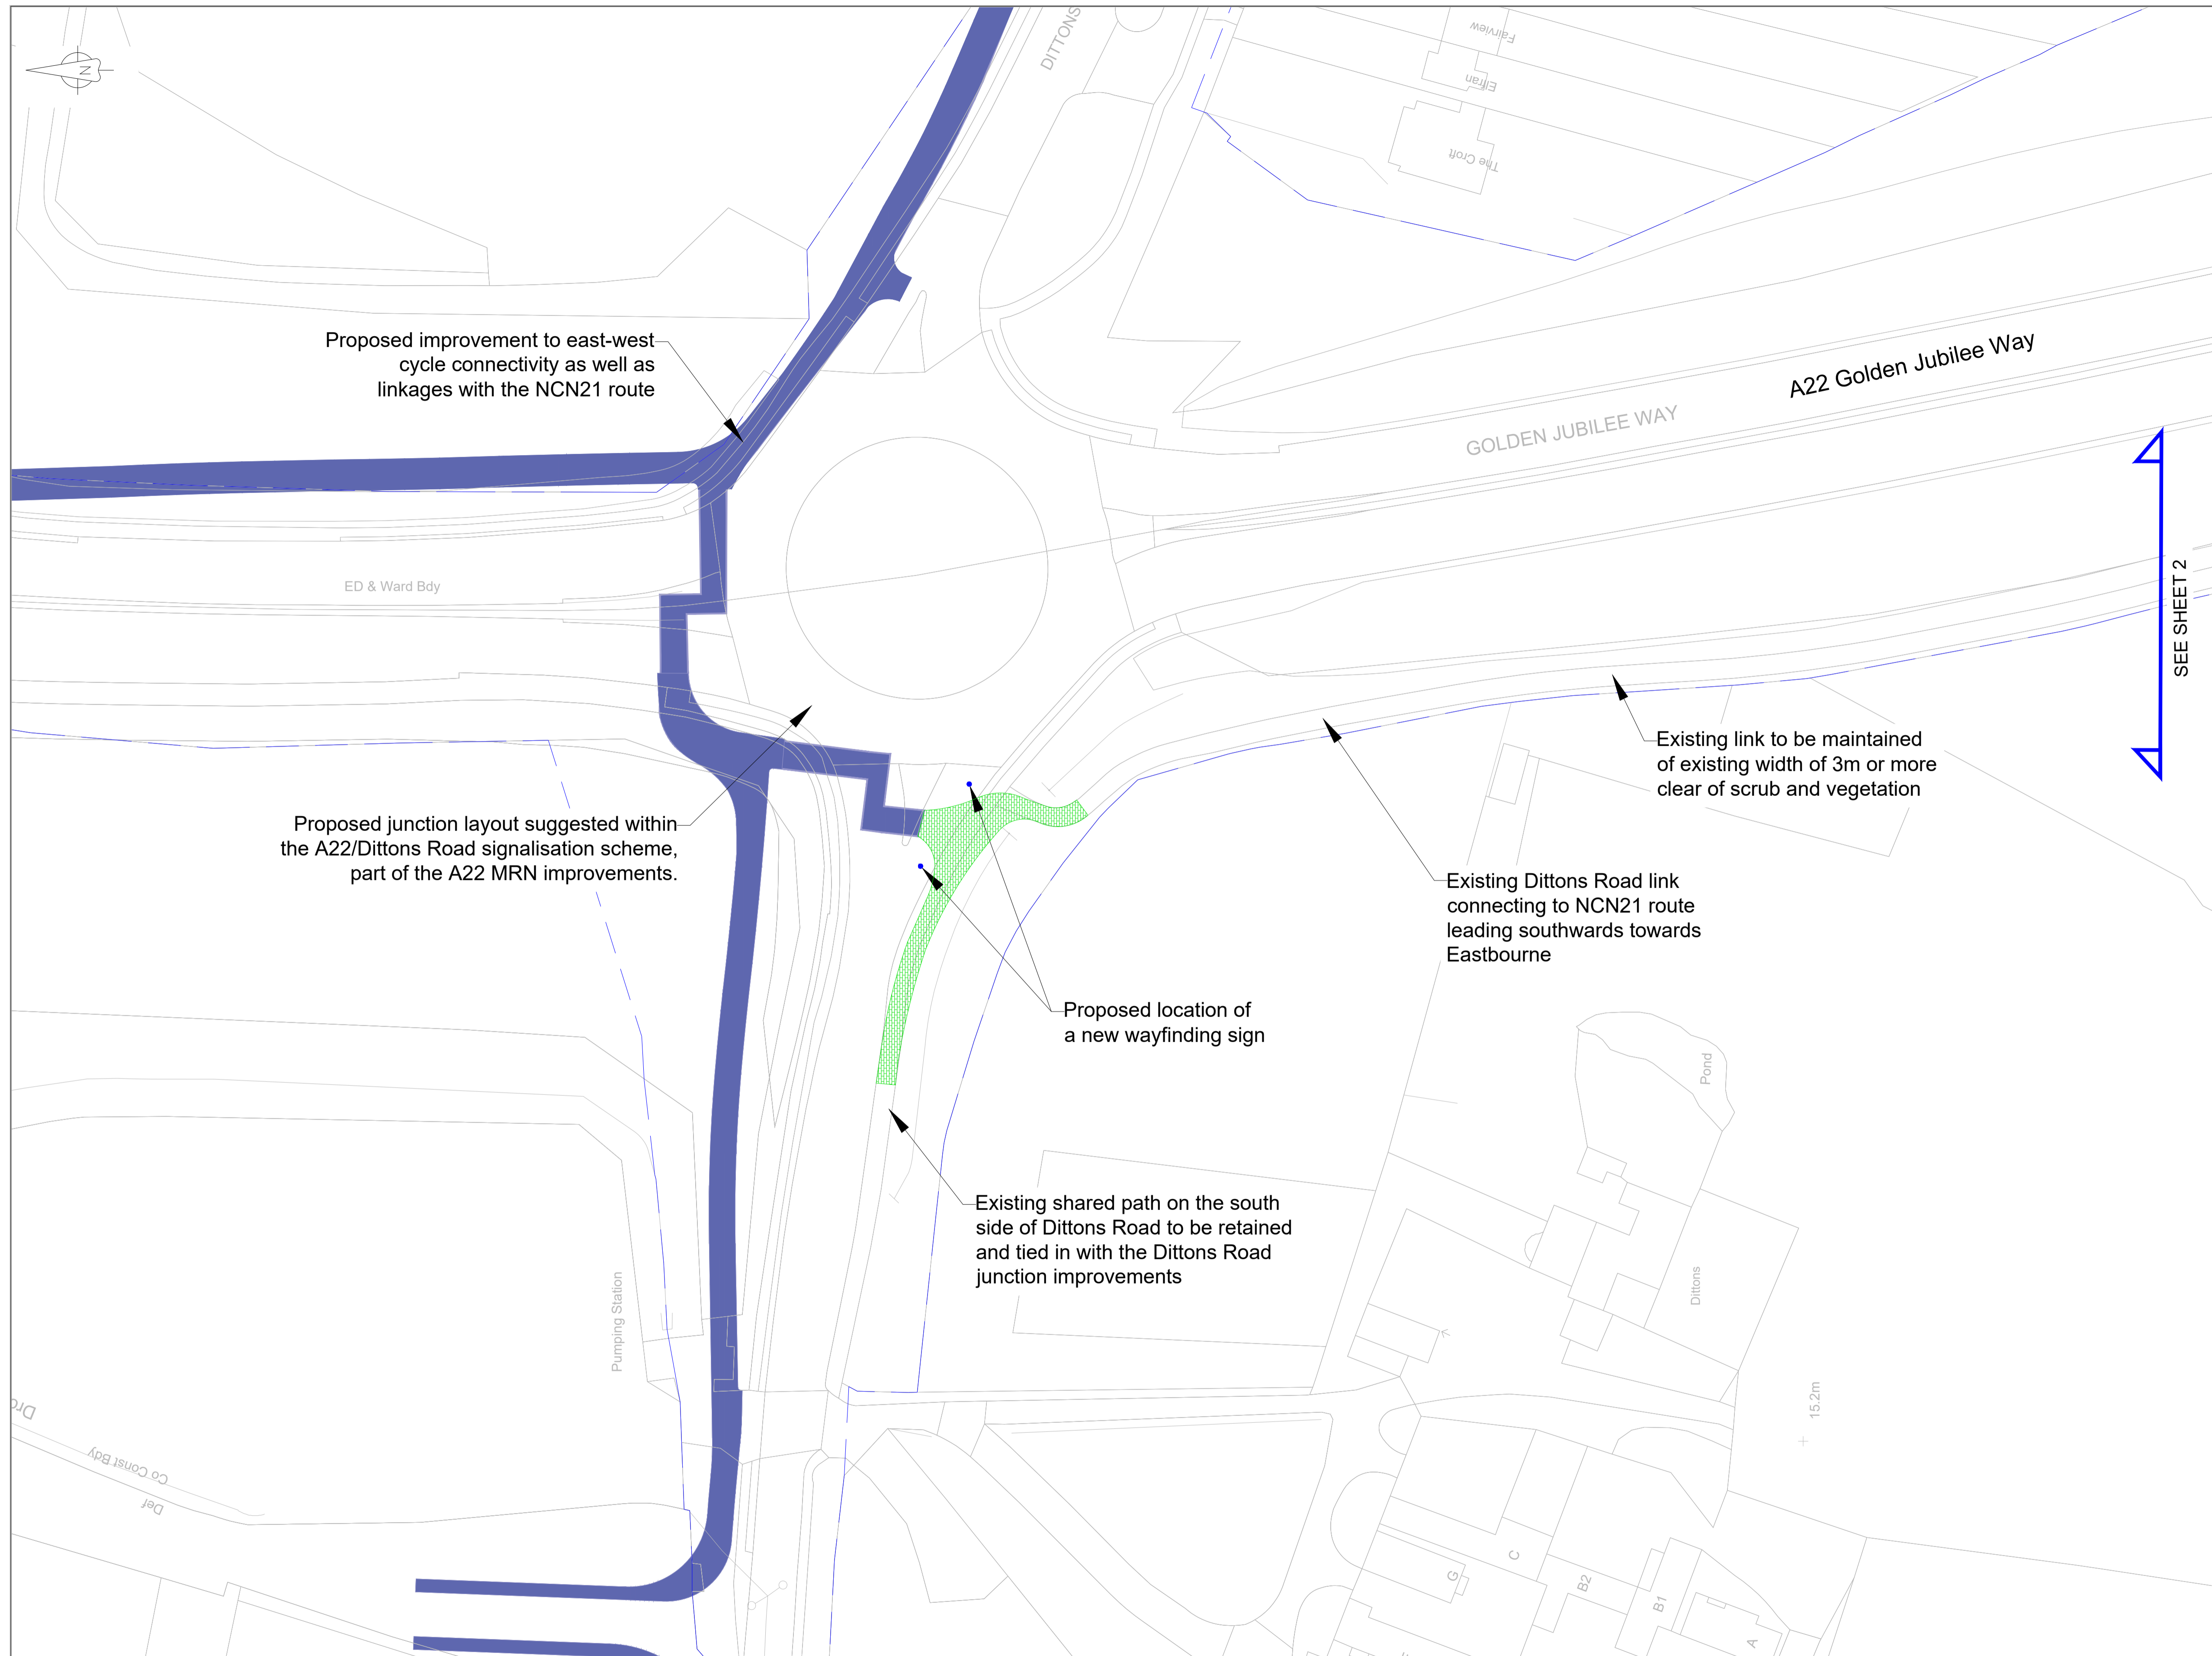 N
DITTONS
Fairview
Elfran
The Croft
Proposed improvement to east-west
cycle connectivity as well as
linkages with the NCN21 route
A22 Golden Jubilee Way
GOLDEN JUBILEE WAY
ED & Ward Bdy
SEE SHEET 2
Existing link to be maintained
of existing width of 3m or more
clear of scrub and vegetation
Proposed junction layout suggested within
the A22/Dittons Road signalisation scheme,
part of the A22 MRN improvements.
Existing Dittons Road link
connecting to NCN21 route
leading southwards towards
Eastbourne
Proposed location of
a new wayfinding sign
Pond
Existing shared path on the south
side of Dittons Road to be retained
and tied in with the Dittons Road
junction improvements
Dittons
Pumping Station
15.2m
Dro
Co Const Bdy
Def
C
G
B2
B1
A